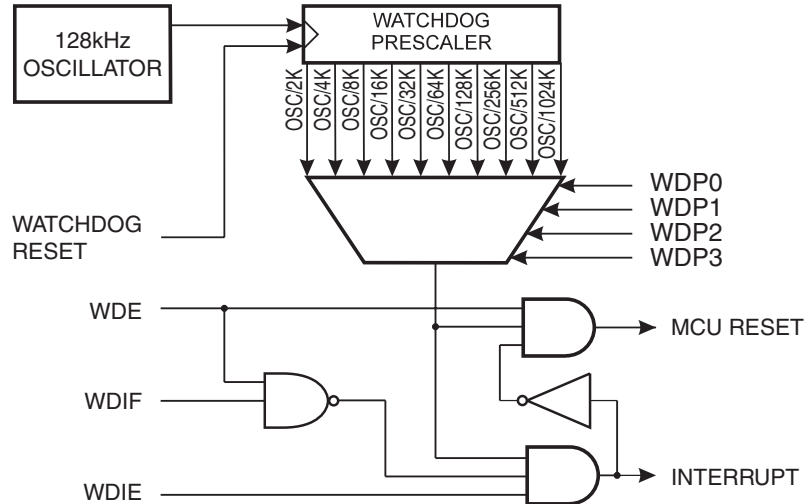 128kHz
OSCILLATOR
WATCHDOG
PRESCALER
OSC/2K
OSC/4K
OSC/8K
OSC/16K
OSC/32K
OSC/64K
OSC/128K
OSC/256K
OSC/512K
OSC/1024K
WATCHDOG
RESET
WDP0
WDP1
WDP2
WDP3
WDE
MCU RESET
WDIF
WDIE
INTERRUPT